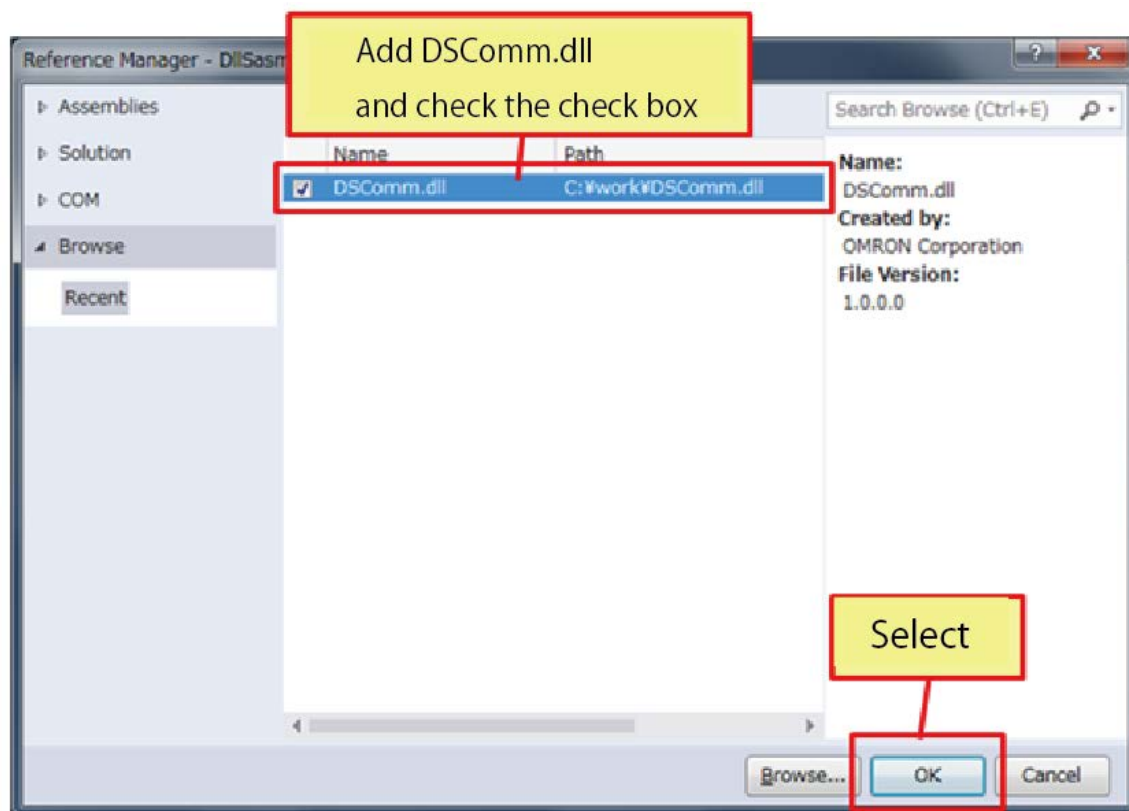 Add DSComm.dll
and check the check box
Reference Manager - DllSasm
Assemblies
Solution
COM
Browse
Recent
Name Path
DSComm.dll C:¥work¥DSComm.dll
Search Browse (Ctrl+E)
Name:
DSComm.dll
Created by:
OMRON Corporation
File Version:
1.0.0.0
Select
Browse... OK Cancel